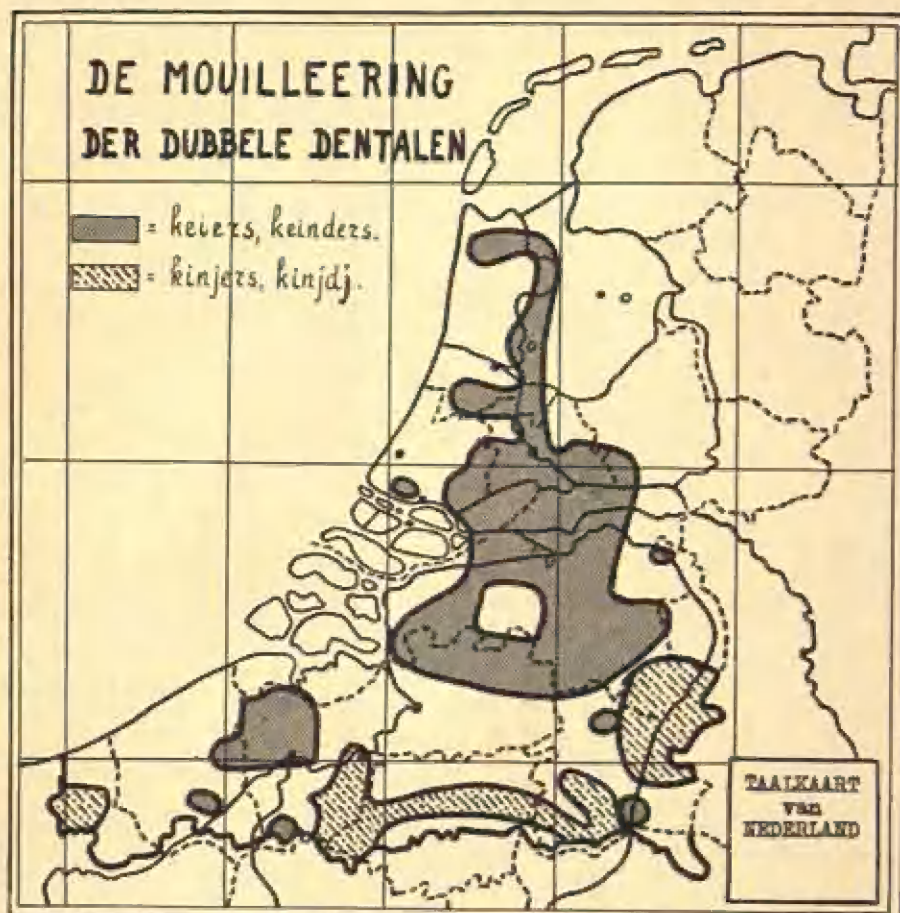 DE MOUILLEERING
DER DUBBELE DENTALEN
= keiers, keinders.
= kinjers, kinjdj.
TAALKAART
van
NEDERLAND